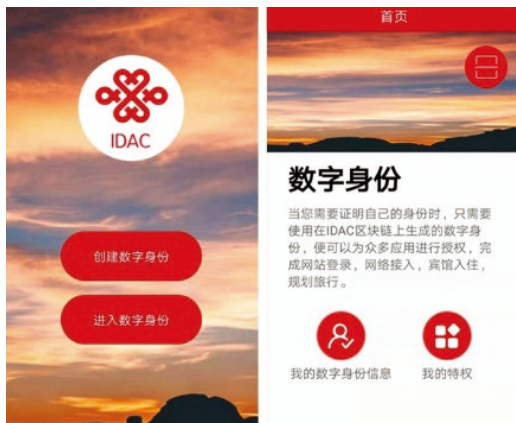 IDAC
创建数字身份
进入数字身份
首页
数字身份
当您需要证明自己的身份时，只需要
使用在IDAC区块链上生成的数字身
份，便可以为众多应用进行授权，完
成网站登录，网络接入，宾馆入住，
规划旅行。
我的数字身份信息
我的特权